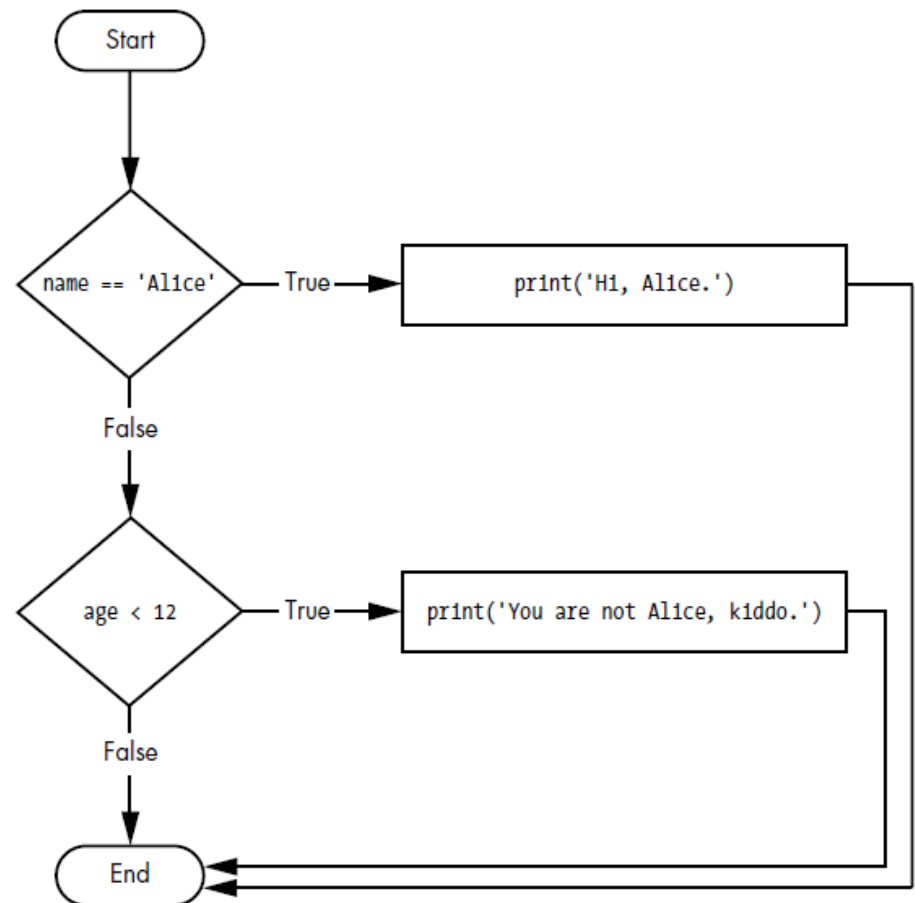 Start
name == 'Alice'
True
print('Hi, Alice.')
False
age < 12
True
print('You are not Alice, kiddo.')
False
End